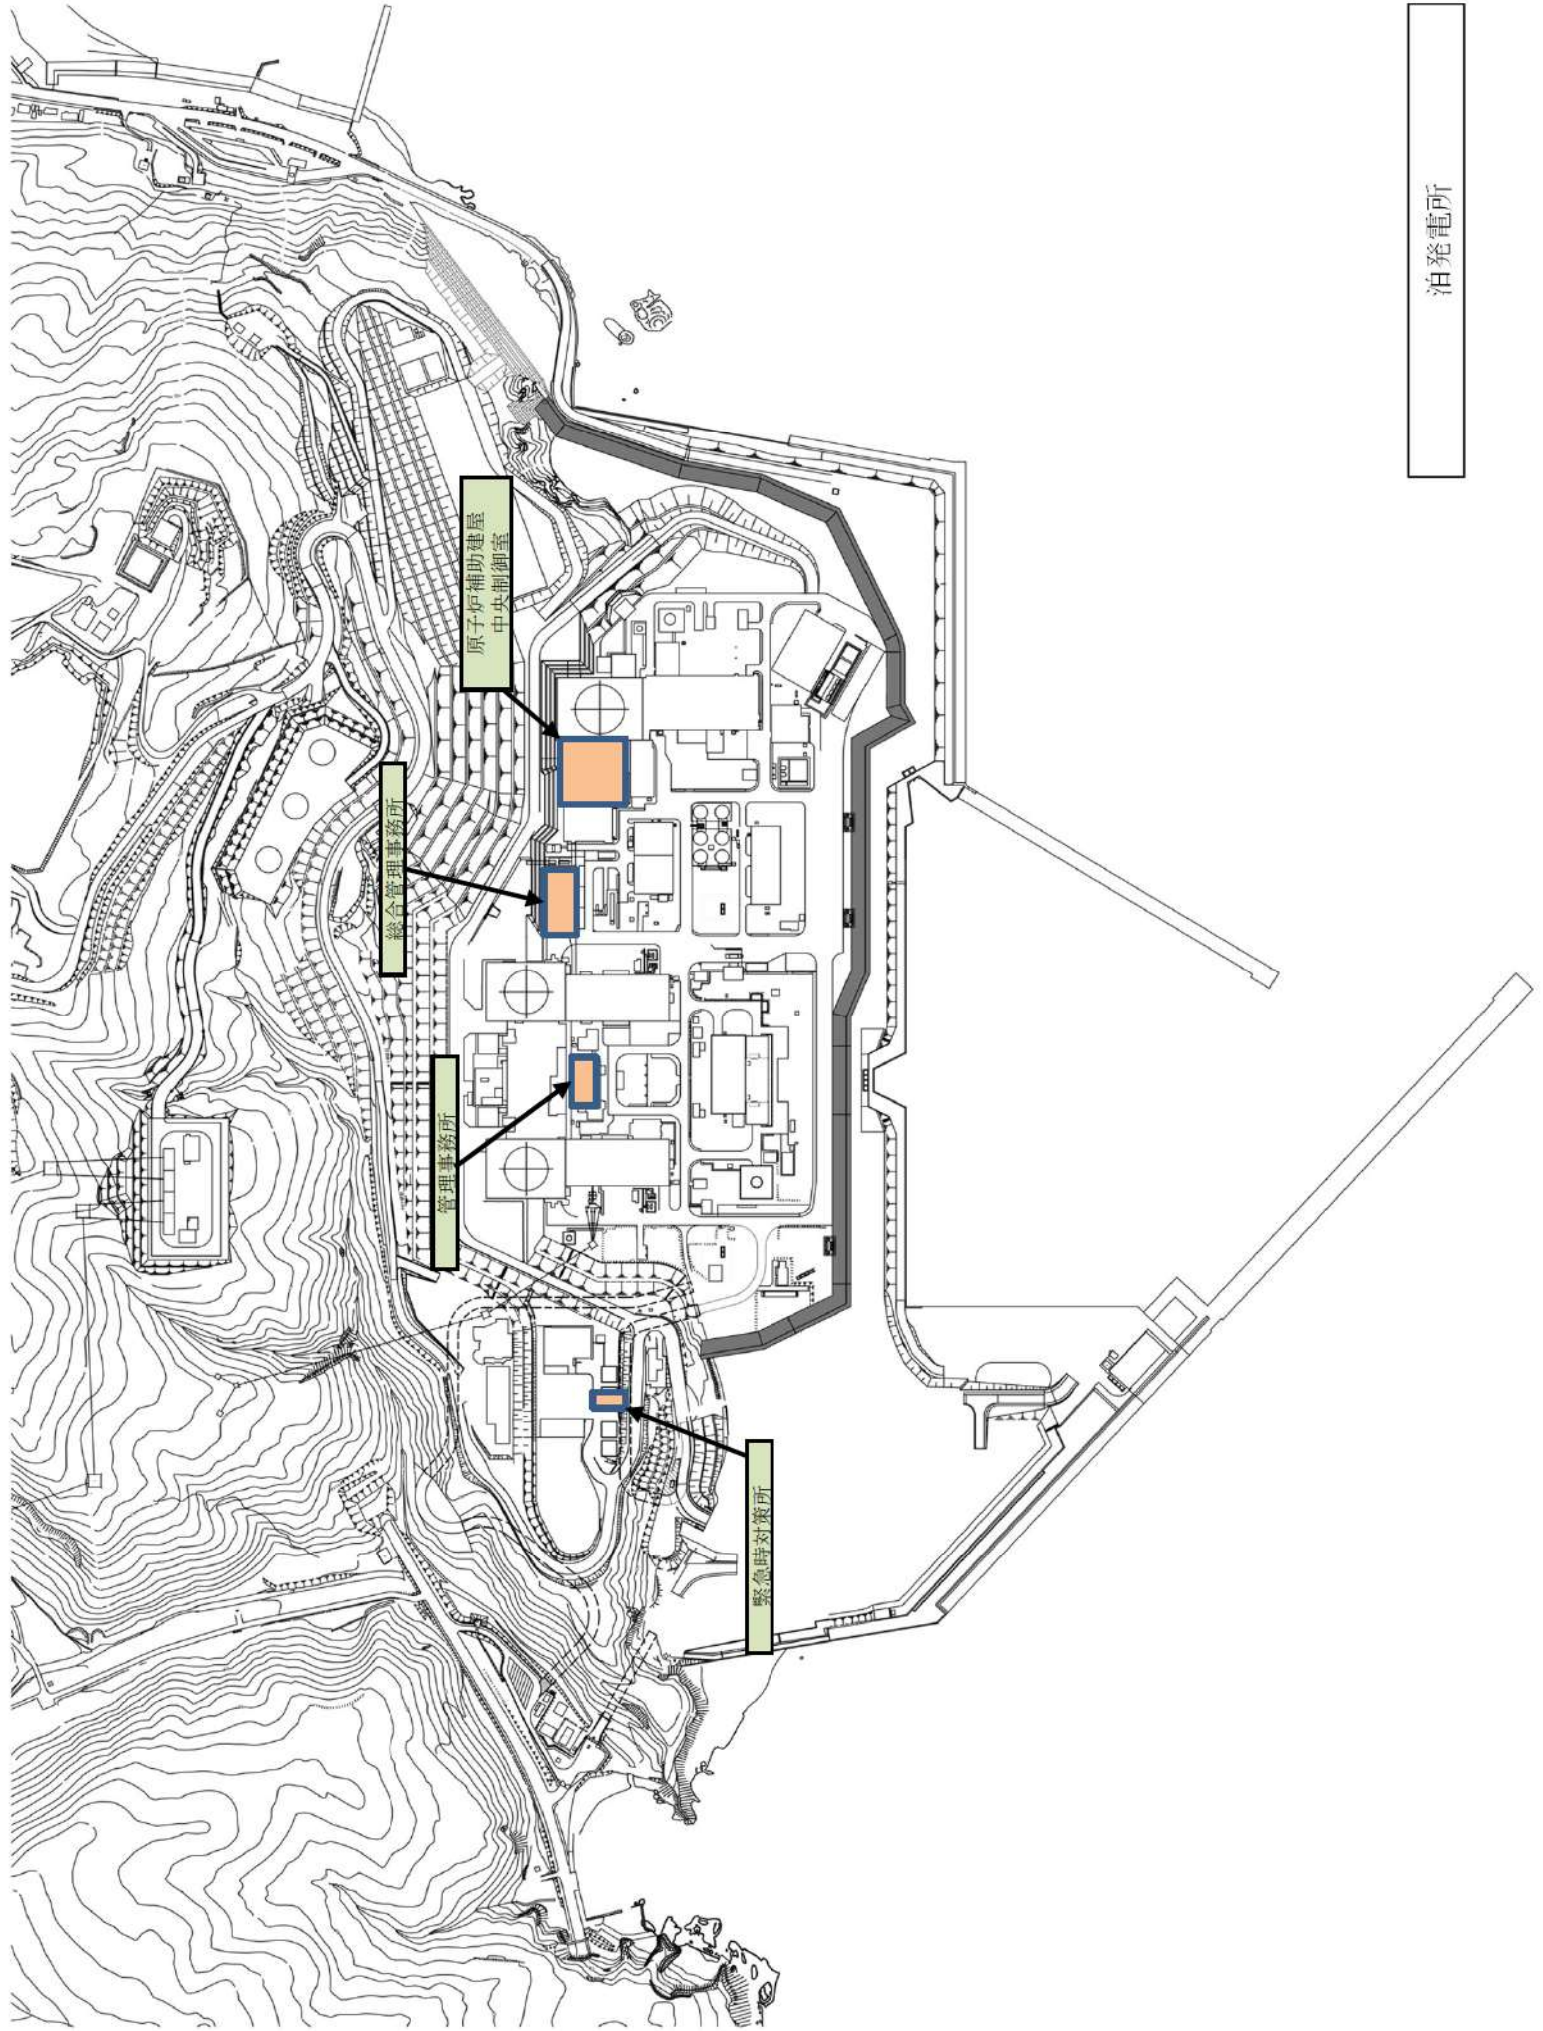 泊発電所
原子炉補助建屋
中央制御室
総合管理事務所
管理事務所
緊急時対策所